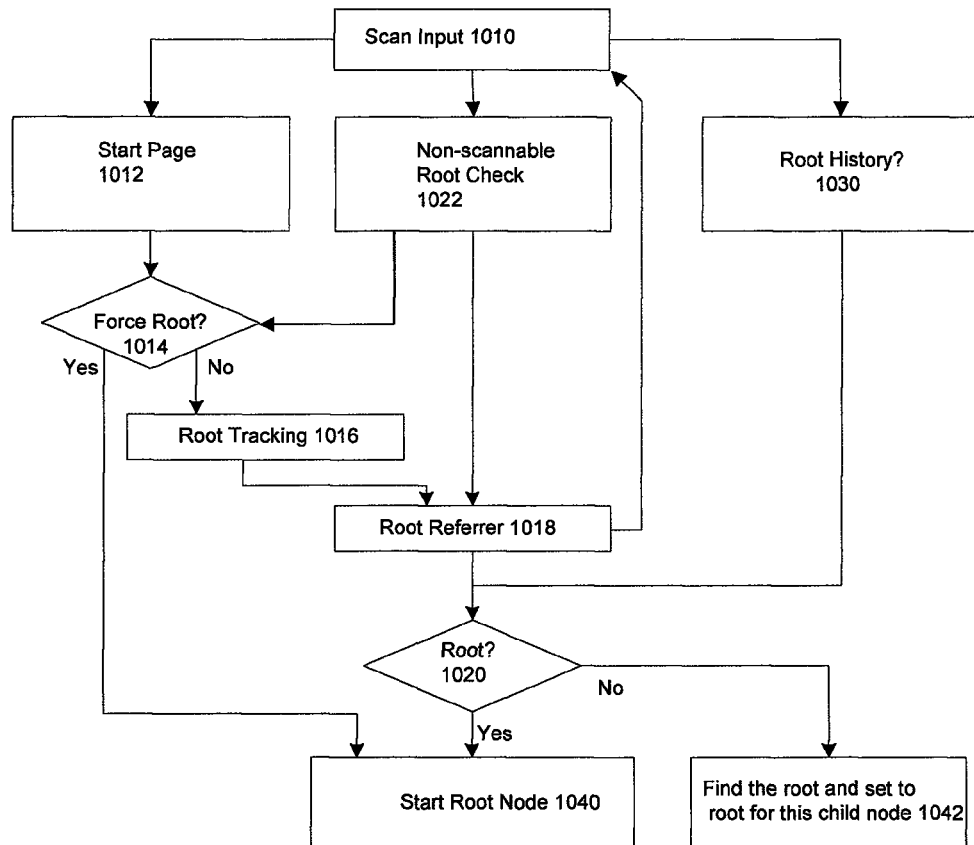 Scan Input 1010
Start Page
1012
Non-scannable
Root Check
1022
Root History?
1030
Force Root?
1014
Yes
No
Root Tracking 1016
Root Referrer 1018
Root?
1020
No
Yes
Start Root Node 1040
Find the root and set to
root for this child node 1042